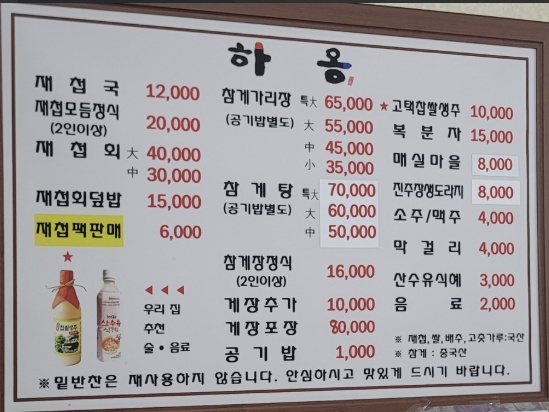 하옹
재첩국 12,000
재첩모듬정식 20,000
(2인이상)
재첩회 大 40,000
中 30,000
재첩회덮밥 15,000
재첩팩판매 6,000
★
◀ ◀ ◀
우리 집
추천
술·음료
참게가리장 특大 65,000
(공기밥별도) 大 55,000
中 45,000
小 35,000
참게탕 특大 70,000
(공기밥별도) 大 60,000
中 50,000
참게장정식 16,000
(2인이상)
게장추가 10,000
게장포장
공기밥 1,000
★ 고택찹쌀생주 10,000
복분자 15,000
매실마을 8,000
진주장생도라지 8,000
소주/맥주 4,000
막걸리 4,000
산수유식혜 3,000
음료 2,000
※ 재첩,쌀,배추,고춧가루:국산
※ 참게 : 중국산
※밑반찬은 재사용하지 않습니다. 안심하시고 맛있게 드시기 바랍니다.